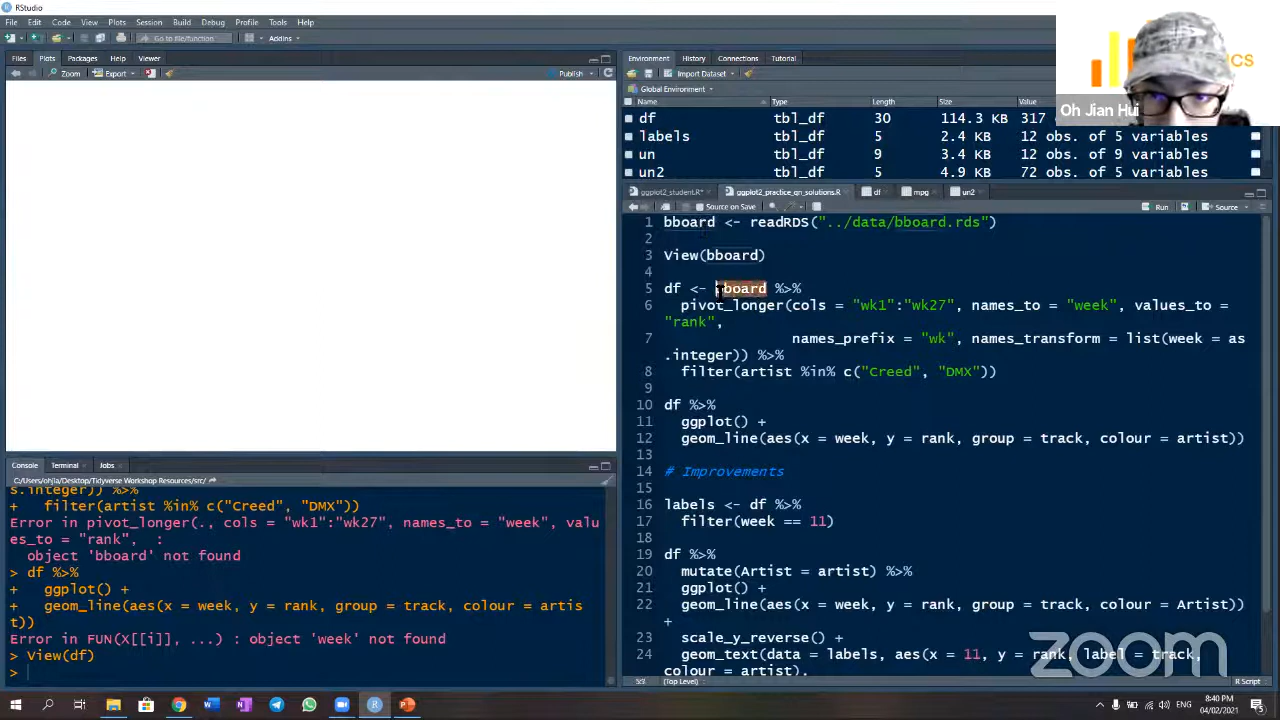 RStudio
File Edit Code View Plots Session Build Debug Profile Tools Help
Go to file/function Addins
Files Plots Packages Help Viewer
Zoom Export Publish
Environment History Connections Tutorial
Import Dataset
Global Environment
Name Type Length Size Value
df tbl_df 30 114.3 KB 317
labels tbl_df 5 2.4 KB 12 obs. of 5 variables
un tbl_df 9 3.4 KB 12 obs. of 9 variables
un2 tbl_df 5 4.9 KB 72 obs. of 5 variables
CS
Oh Jian Hui
ggplot2_student.R* ggplot2_practice_qn_solutions.R df mpg un2
Source on Save Run Source
1 bboard <- readRDS("../data/bboard.rds")
2
3 View(bboard)
4
5 df <- bboard %>%
6 pivot_longer(cols = "wk1":"wk27", names_to = "week", values_to =
"rank",
7 names_prefix = "wk", names_transform = list(week = as
.integer)) %>%
8 filter(artist %in% c("Creed", "DMX"))
9
10 df %>%
11 ggplot() +
12 geom_line(aes(x = week, y = rank, group = track, colour = artist))
13
14 # Improvements
15
16 labels <- df %>%
17 filter(week == 11)
18
19 df %>%
20 mutate(Artist = artist) %>%
21 ggplot() +
22 geom_line(aes(x = week, y = rank, group = track, colour = Artist))
+
23 scale_y_reverse() +
24 geom_text(data = labels, aes(x = 11, y = rank, label = track,
colour = artist),
5:9 (Top Level) R Script
zoom
Console Terminal Jobs
C:/Users/ohjia/Desktop/Tidyverse Workshop Resources/src/
s.integer)) %>%
+ filter(artist %in% c("Creed", "DMX"))
Error in pivot_longer(., cols = "wk1":"wk27", names_to = "week", valu
es_to = "rank", :
object 'bboard' not found
> df %>%
+ ggplot() +
+ geom_line(aes(x = week, y = rank, group = track, colour = artis
t))
Error in FUN(X[[i]], ...) : object 'week' not found
> View(df)
>
ENG
8:40 PM
04/02/2021